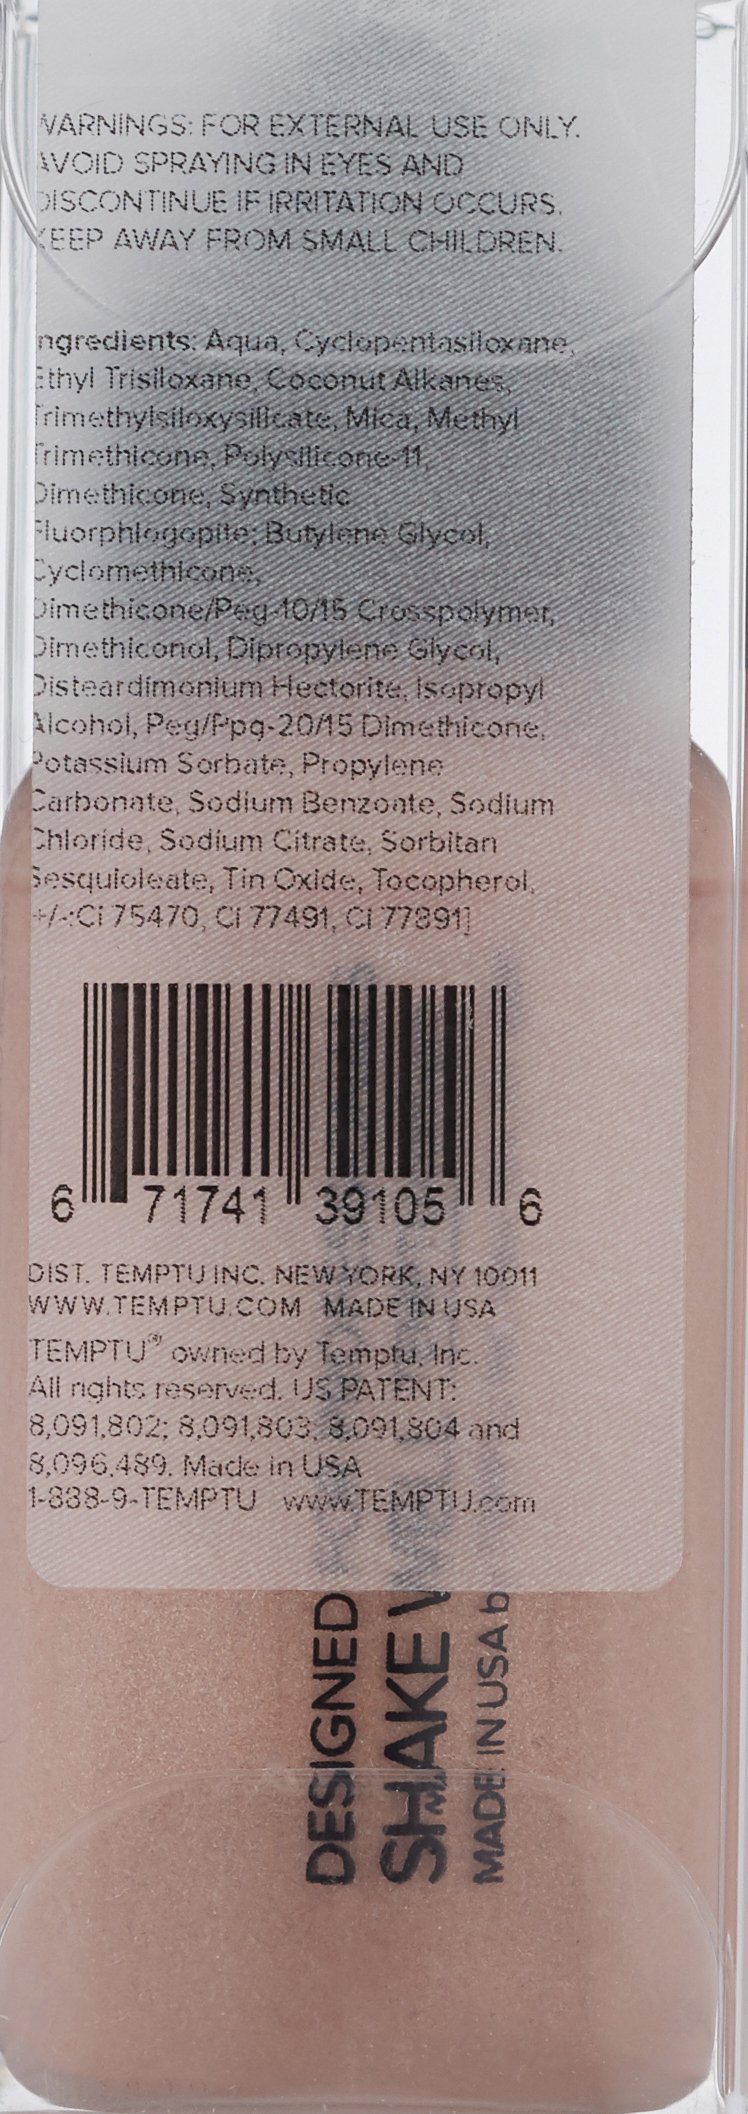 WARNINGS: FOR EXTERNAL USE ONLY.
AVOID SPRAYING IN EYES AND
DISCONTINUE IF IRRITATION OCCURS.
KEEP AWAY FROM SMALL CHILDREN.
Ingredients: Aqua, Cyclopentasiloxane,
Ethyl Trisiloxane, Coconut Alkanes,
Trimethylsiloxysilicate, Mica, Methyl
Trimethicone, Polysilicone-11,
Dimethicone, Synthetic
Fluorphlogopite; Butylene Glycol,
Cyclomethicone,
Dimethicone/Peg-10/15 Crosspolymer,
Dimethiconol, Dipropylene Glycol,
Disteardimonium Hectorite, Isopropyl
Alcohol, Peg/Ppg-20/15 Dimethicone,
Potassium Sorbate, Propylene
Carbonate, Sodium Benzoate, Sodium
Chloride, Sodium Citrate, Sorbitan
Sesquioleate, Tin Oxide, Tocopherol,
+/-:Ci 75470, Ci 77491, Ci 77891]
6 71741 39105 6
DIST. TEMPTU INC. NEW YORK, NY 10011
WWW.TEMPTU.COM MADE IN USA
TEMPTU® owned by Temptu, Inc.
All rights reserved. US PATENT:
8,091,802; 8,091,803; 8,091,804 and
8,096,489. Made in USA
1-888-9-TEMPTU www.TEMPTU.com
DESIGNED
SHAKE
MADE IN USA